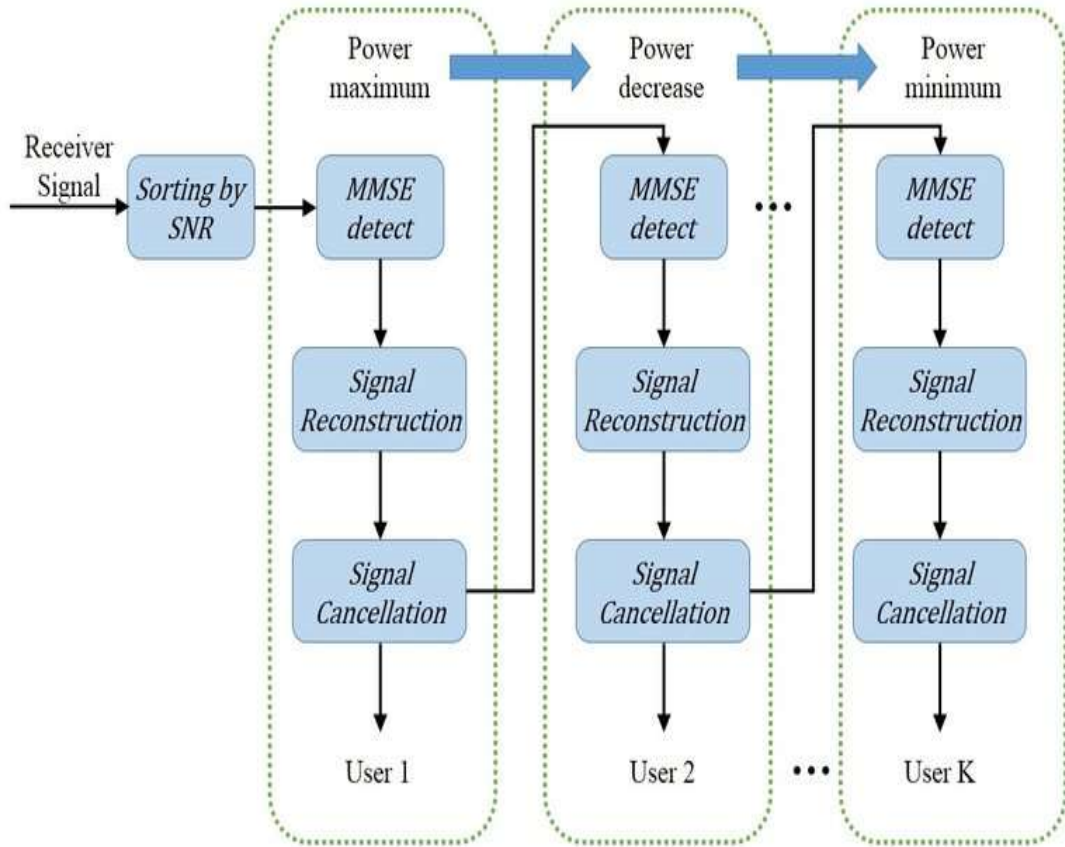 Power
maximum
Power
decrease
Power
minimum
Receiver
Signal
Sorting by
SNR
MMSE
detect
MMSE
detect
•••
MMSE
detect
Signal
Reconstruction
Signal
Reconstruction
Signal
Reconstruction
Signal
Cancellation
Signal
Cancellation
Signal
Cancellation
User 1
User 2
•••
User K